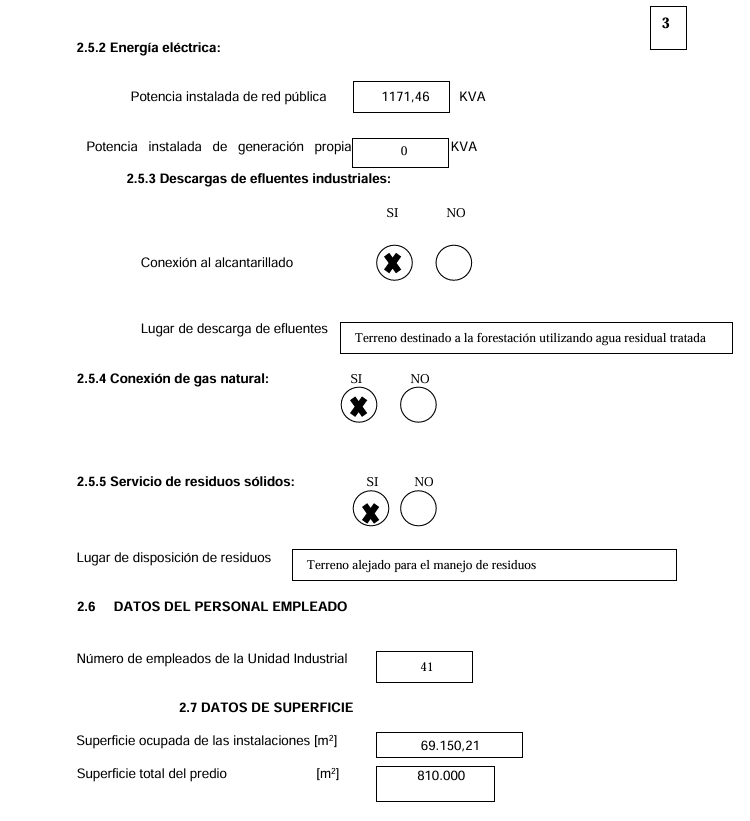 3
2.5.2 Energía eléctrica:
Potencia instalada de red pública 1171,46 KVA
Potencia instalada de generación propia 0 KVA
2.5.3 Descargas de efluentes industriales:
SI NO
Conexión al alcantarillado X
Lugar de descarga de efluentes Terreno destinado a la forestación utilizando agua residual tratada
2.5.4 Conexión de gas natural: SI NO
X
2.5.5 Servicio de residuos sólidos: SI NO
X
Lugar de disposición de residuos Terreno alejado para el manejo de residuos
2.6 DATOS DEL PERSONAL EMPLEADO
Número de empleados de la Unidad Industrial 41
2.7 DATOS DE SUPERFICIE
Superficie ocupada de las instalaciones [m²] 69.150,21
Superficie total del predio [m²] 810.000